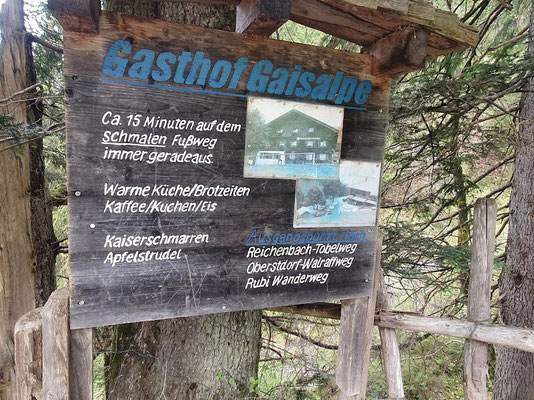 Gasthof Gaisalpe
Ca. 15 Minuten auf dem
schmalen Fußweg
immer geradeaus.
Warme Küche/Brotzeiten
Kaffee/Kuchen/Eis
Kaiserschmarren
Apfelstrudel
Reichenbach-Tobelweg
Oberstdorf-Wallraffweg
Rubi Wanderweg